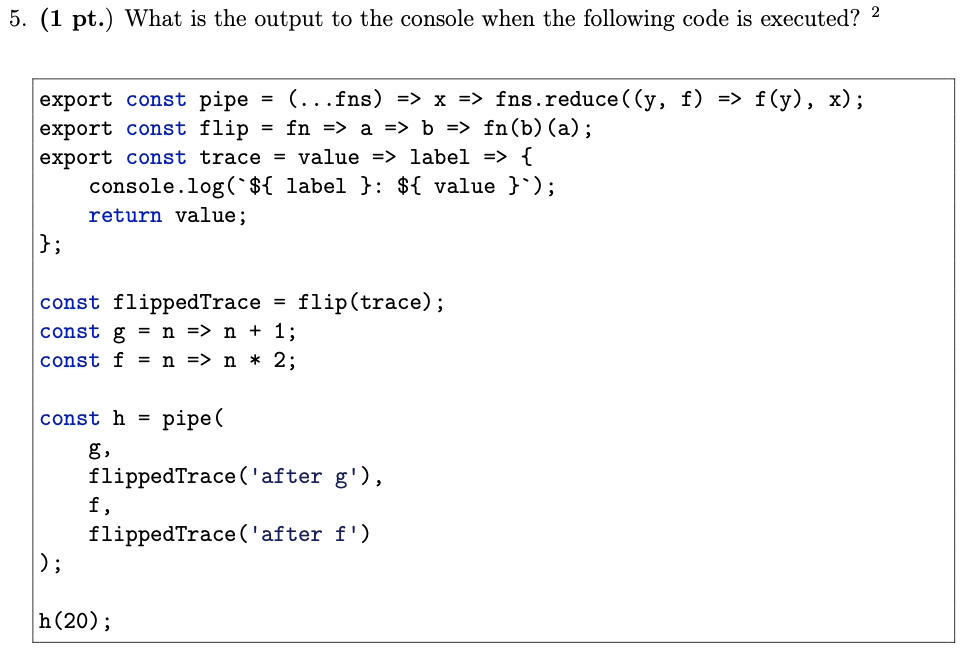 5. (1 pt.) What is the output to the console when the following code is executed? 2
export const pipe = (...fns) => x => fns.reduce((y, f) => f(y), x);
export const flip = fn => a => b => fn(b)(a);
export const trace = value => label => {
    console.log(`${ label }: ${ value }`);
    return value;
};
const flippedTrace = flip(trace);
const g = n => n + 1;
const f = n => n * 2;
const h = pipe(
    g,
    flippedTrace('after g'),
    f,
    flippedTrace('after f')
);
h(20);